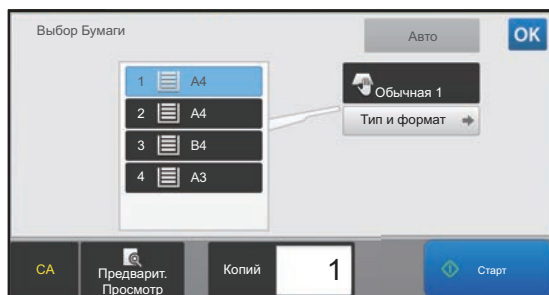 Выбор Бумаги
Авто
OK
1 A4
2 A4
3 B4
4 A3
Обычная 1
Тип и формат
CA
Предварит.
Просмотр
Копий
1
Старт